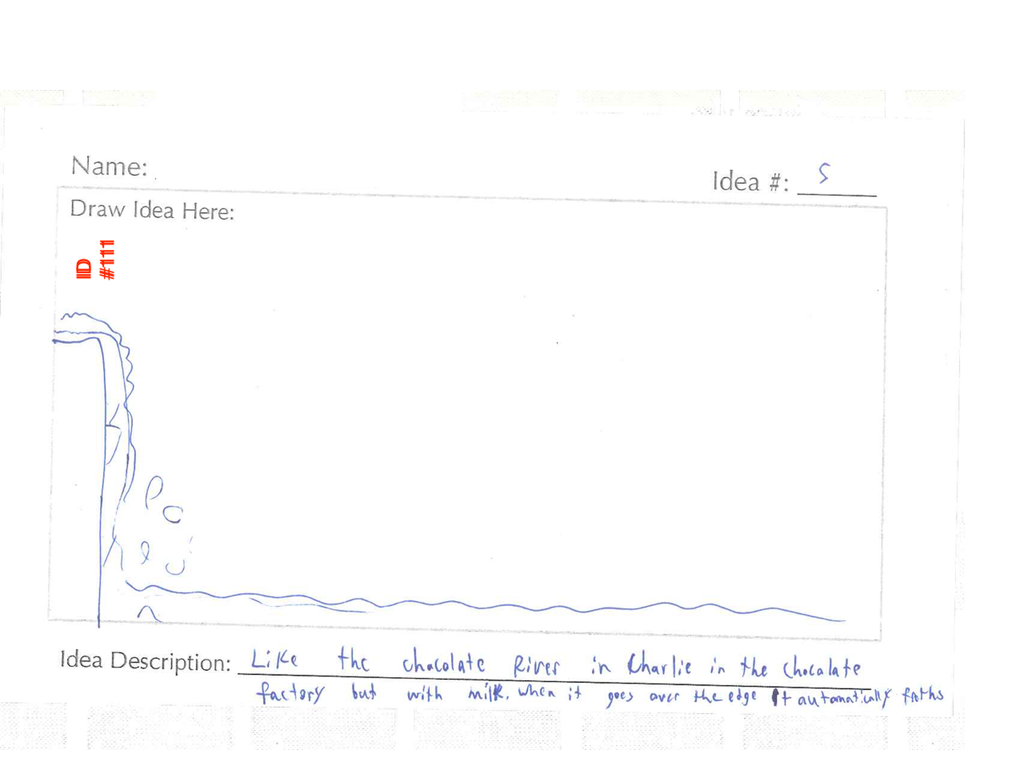 Name:
Idea #: 5
Draw Idea Here:
ID
#111
Idea Description: Like the chocolate River in Charlie in the chocolate
factory but with milk. when it goes over the edge it automatically froths